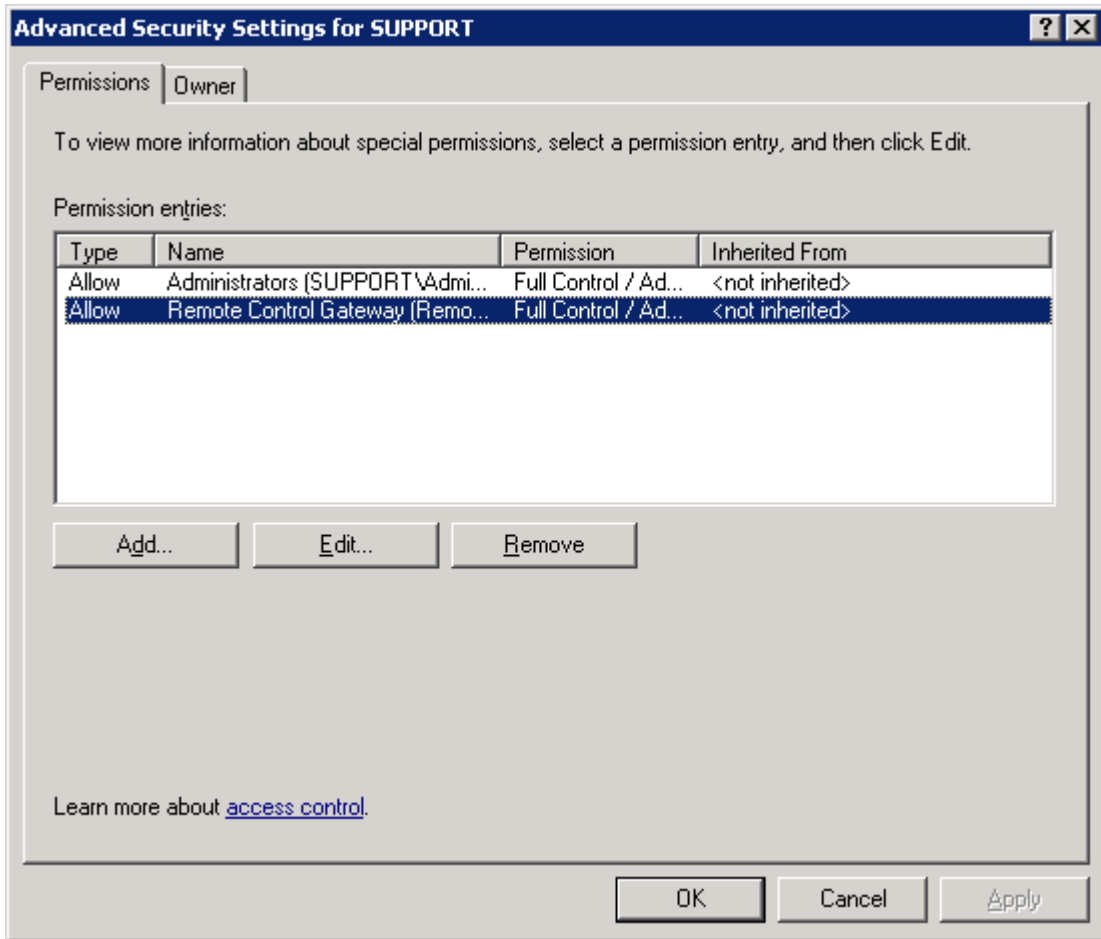 Advanced Security Settings for SUPPORT
Permissions Owner
To view more information about special permissions, select a permission entry, and then click Edit.
Permission entries:
Type Name Permission Inherited From
Allow Administrators (SUPPORT\Admi... Full Control / Ad... <not inherited>
Allow Remote Control Gateway (Remo... Full Control / Ad... <not inherited>
Add... Edit... Remove
Learn more about access control.
OK Cancel Apply